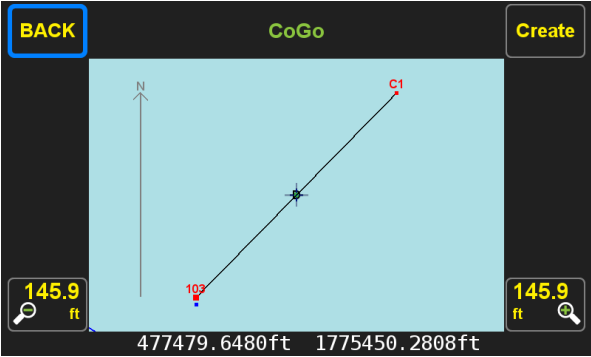 BACK
CoGo
Create
N
C1
103
145.9
ft
145.9
ft
477479.6480ft 1775450.2808ft